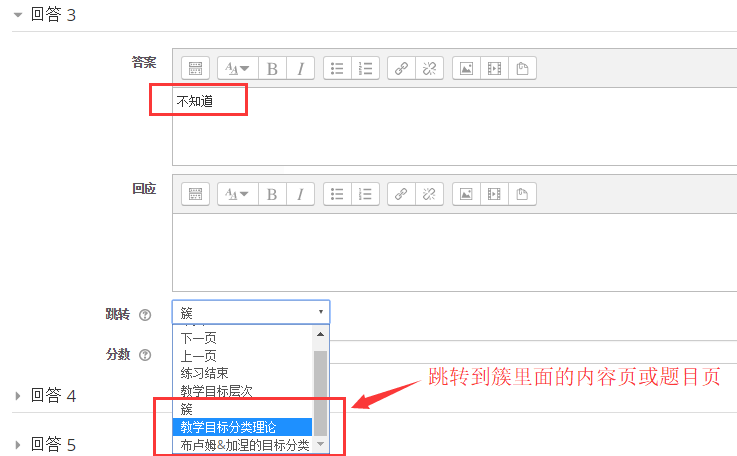 回答 3
答案
不知道
回应
跳转
簇
下一页
上一页
练习结束
教学目标层次
簇
教学目标分类理论
布卢姆&加涅的目标分类
分数
跳转到簇里面的内容页或题目页
回答 4
回答 5